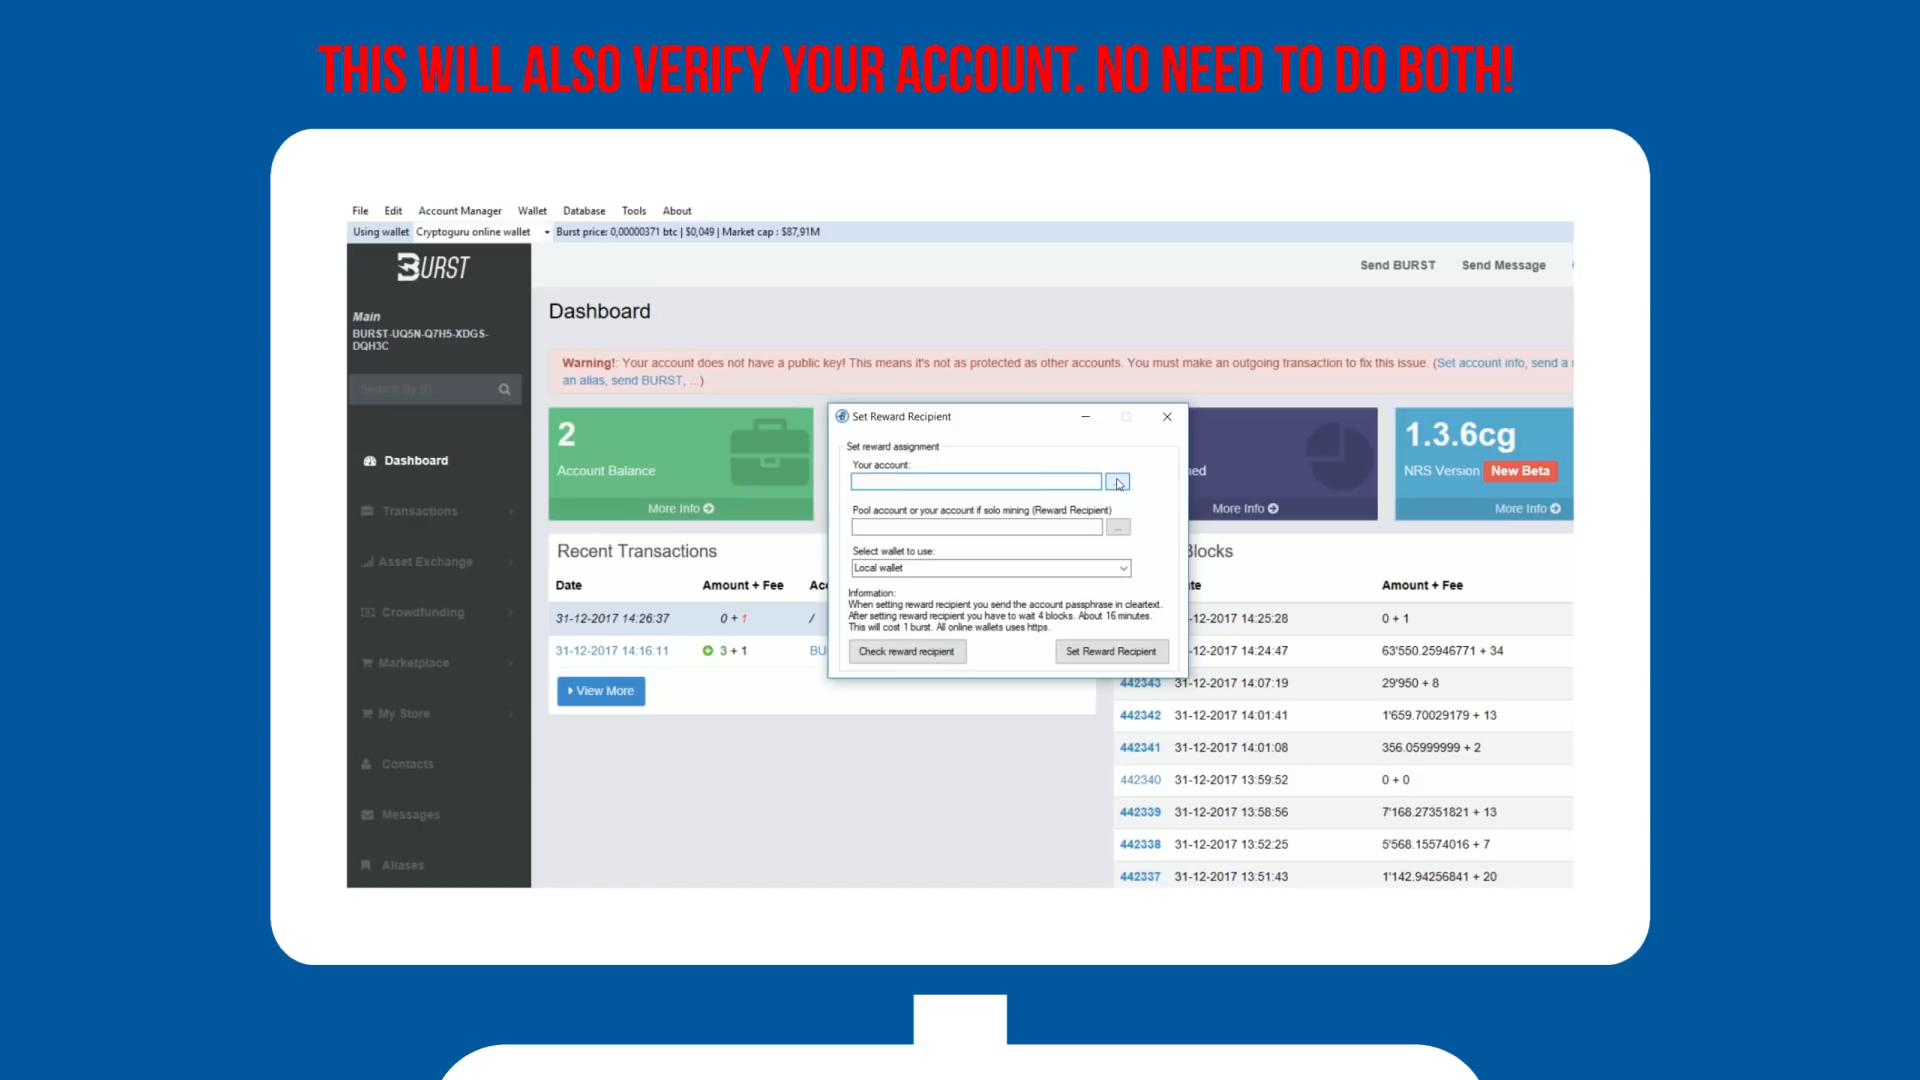 THIS WILL ALSO VERIFY YOUR ACCOUNT. NO NEED TO DO BOTH!
File Edit Account Manager Wallet Database Tools About
Using wallet Cryptoguru online wallet Burst price: 0,00000371 btc | $0,049 | Market cap : $87,91M
BURST
Send BURST Send Message
Main
BURST-UQ5N-Q7H5-XDGS-
DQH3C
Dashboard
Warning!: Your account does not have a public key! This means it's not as protected as other accounts. You must make an outgoing transaction to fix this issue. (Set account info, send a
an alias, send BURST, ...)
Search By ID...
Dashboard
Transactions
Asset Exchange
Crowdfunding
Marketplace
My Store
Contacts
Messages
Aliases
2
Account Balance
More Info
More Info
1.3.6cg
NRS Version New Beta
More Info
Set Reward Recipient
Set reward assignment
Your account:
Pool account or your account if solo mining (Reward Recipient)
...
Select wallet to use:
Local wallet
Information:
When setting reward recipient you send the account passphrase in cleartext.
After setting reward recipient you have to wait 4 blocks. About 16 minutes.
This will cost 1 burst. All online wallets uses https.
Check reward recipient Set Reward Recipient
Recent Transactions
Date Amount + Fee
31-12-2017 14:26:37 0 + 1 /
31-12-2017 14:16:11 3 + 1 BU
View More
Blocks
Amount + Fee
-12-2017 14:25:28 0 + 1
-12-2017 14:24:47 63'550.25946771 + 34
442343 31-12-2017 14:07:19 29'950 + 8
442342 31-12-2017 14:01:41 1'659.70029179 + 13
442341 31-12-2017 14:01:08 356.05999999 + 2
442340 31-12-2017 13:59:52 0 + 0
442339 31-12-2017 13:58:56 7'168.27351821 + 13
442338 31-12-2017 13:52:25 5'568.15574016 + 7
442337 31-12-2017 13:51:43 1'142.94256841 + 20